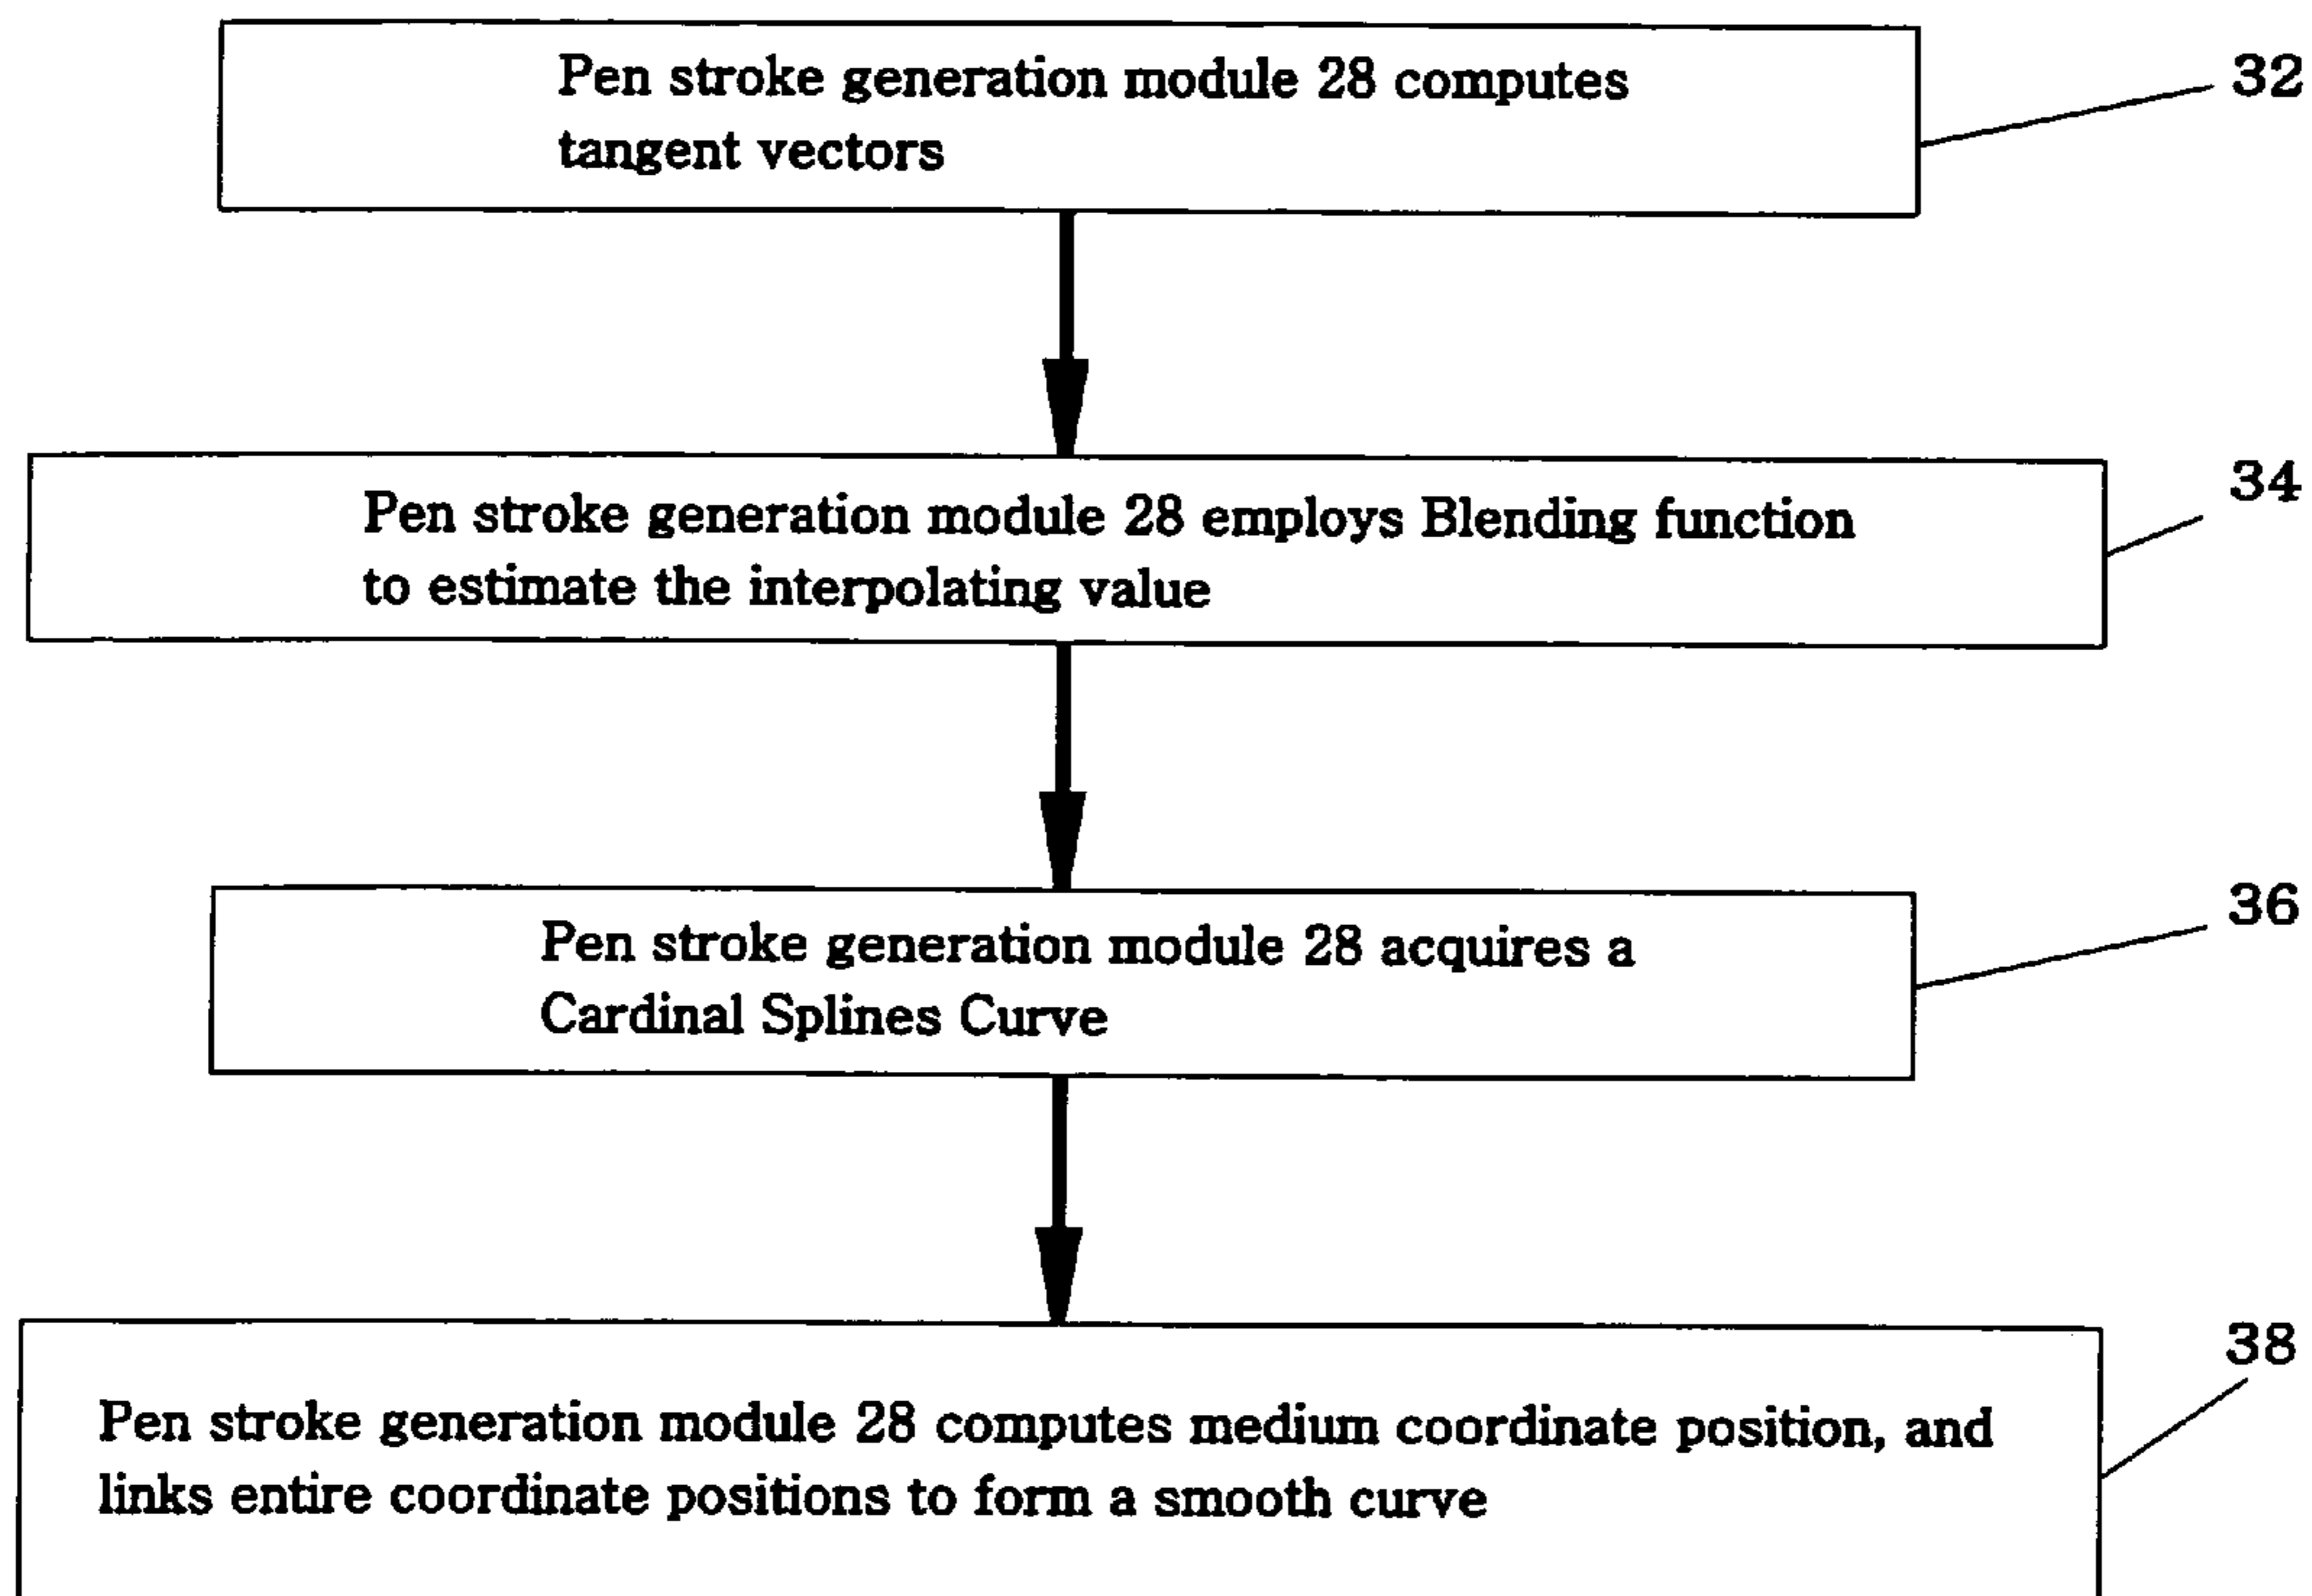 Pen stroke generation module 28 computes
tangent vectors
32
Pen stroke generation module 28 employs Blending function
to estimate the interpolating value
34
Pen stroke generation module 28 acquires a
Cardinal Splines Curve
36
Pen stroke generation module 28 computes medium coordinate position, and
links entire coordinate positions to form a smooth curve
38